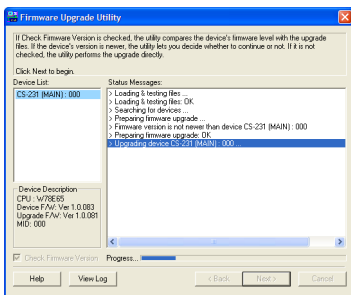 Firmware Upgrade Utility
If Check Firmware Version is checked, the utility compares the device's firmware level with the upgrade
files. If the device's version is newer, the utility lets you decide whether to continue or not. If it is not
checked, the utility performs the upgrade directly.
Click Next to begin.
Device List:
CS-231 (MAIN) : 000
Status Messages:
> Loading & testing files ...
> Loading & testing files: OK
> Searching for devices ...
> Preparing firmware upgrade ...
> Firmware version is not newer than device CS-231 (MAIN) : 000
> Preparing firmware upgrade: OK
> Upgrading device CS-231 (MAIN) : 000 ...
Device Description
CPU : W78E65
Device F/W: Ver 1.0.083
Upgrade F/W: Ver 1.0.081
MID: 000
Check Firmware Version
Progress...
Help
View Log
< Back
Next >
Cancel